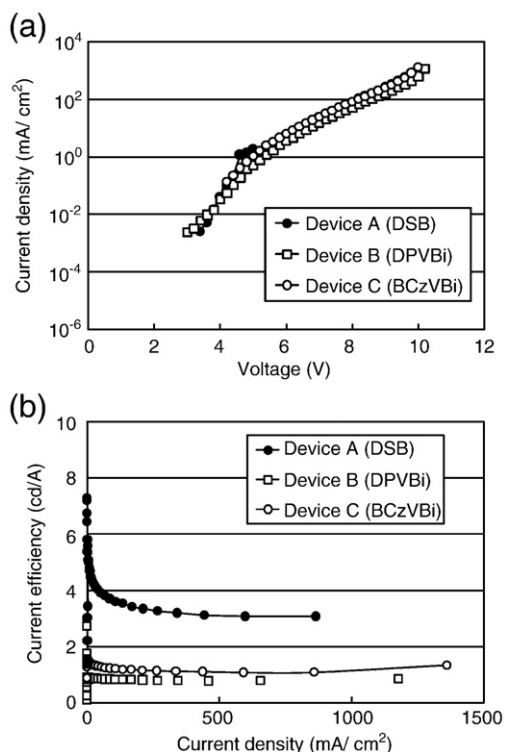 (a)
10^4
10^2
10^0
10^-2
10^-4
10^-6
Current density (mA/ cm²)
Device A (DSB)
Device B (DPVBi)
Device C (BCzVBi)
0 2 4 6 8 10 12
Voltage (V)
(b)
10
8
6
4
2
0
Current efficiency (cd/A)
Device A (DSB)
Device B (DPVBi)
Device C (BCzVBi)
0 500 1000 1500
Current density (mA/ cm²)